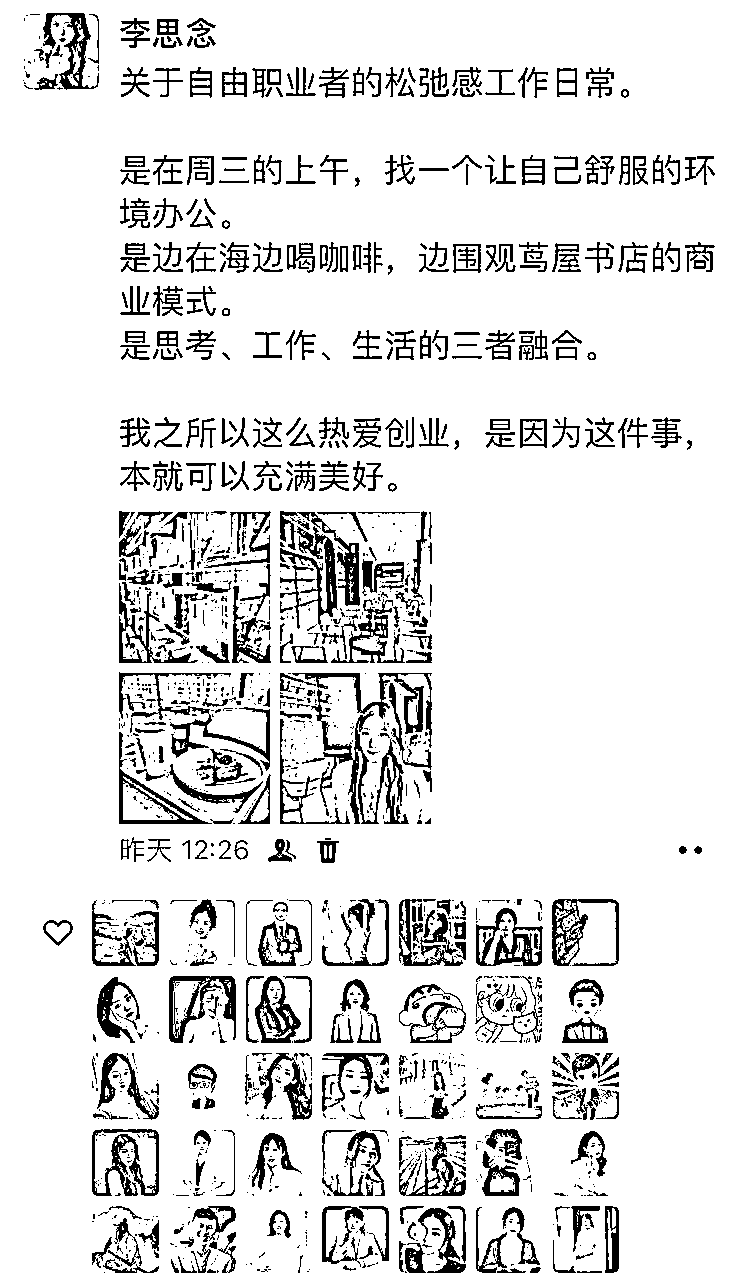 李思念
关于自由职业者的松弛感工作日常。
是在周三的上午，找一个让自己舒服的环
境办公。
是边在海边喝咖啡，边围观茑屋书店的商
业模式。
是思考、工作、生活的三者融合。
我之所以这么热爱创业，是因为这件事，
本就可以充满美好。
昨天 12:26